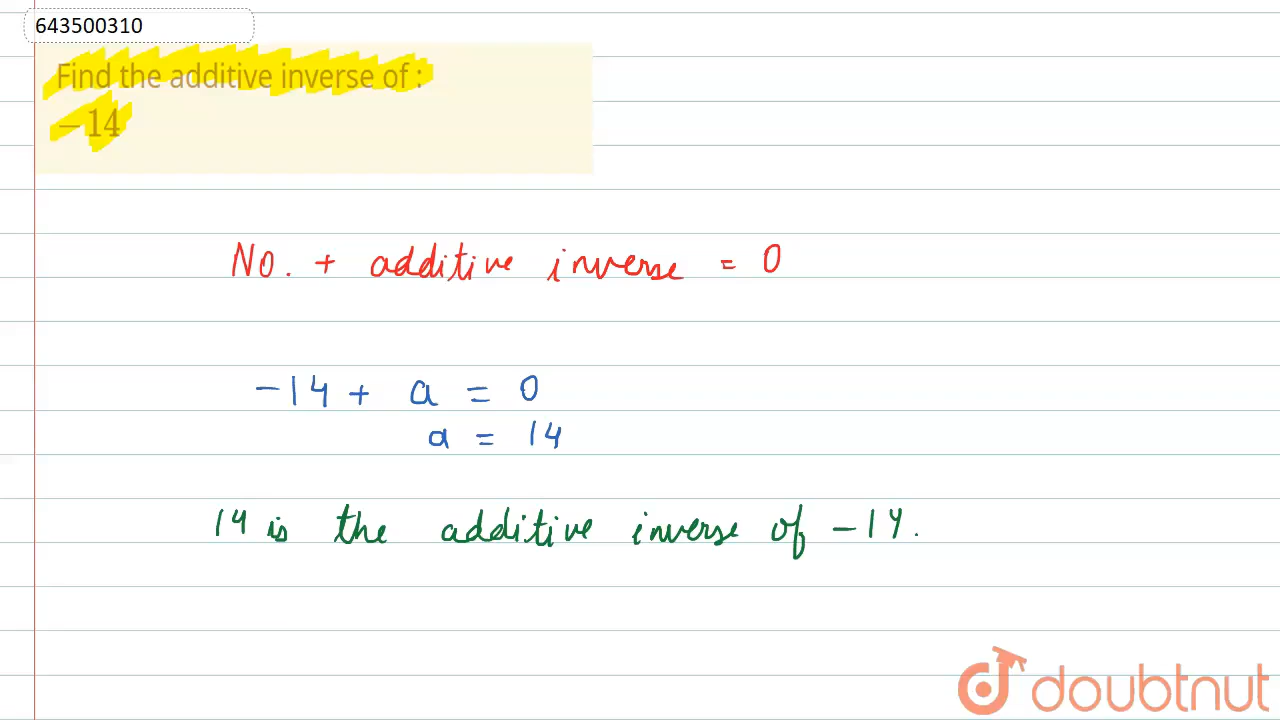 643500310
Find the additive inverse of :
−14
No. + additive inverse = 0
-14 + a = 0
a = 14
14 is the additive inverse of -14.
doubtnut